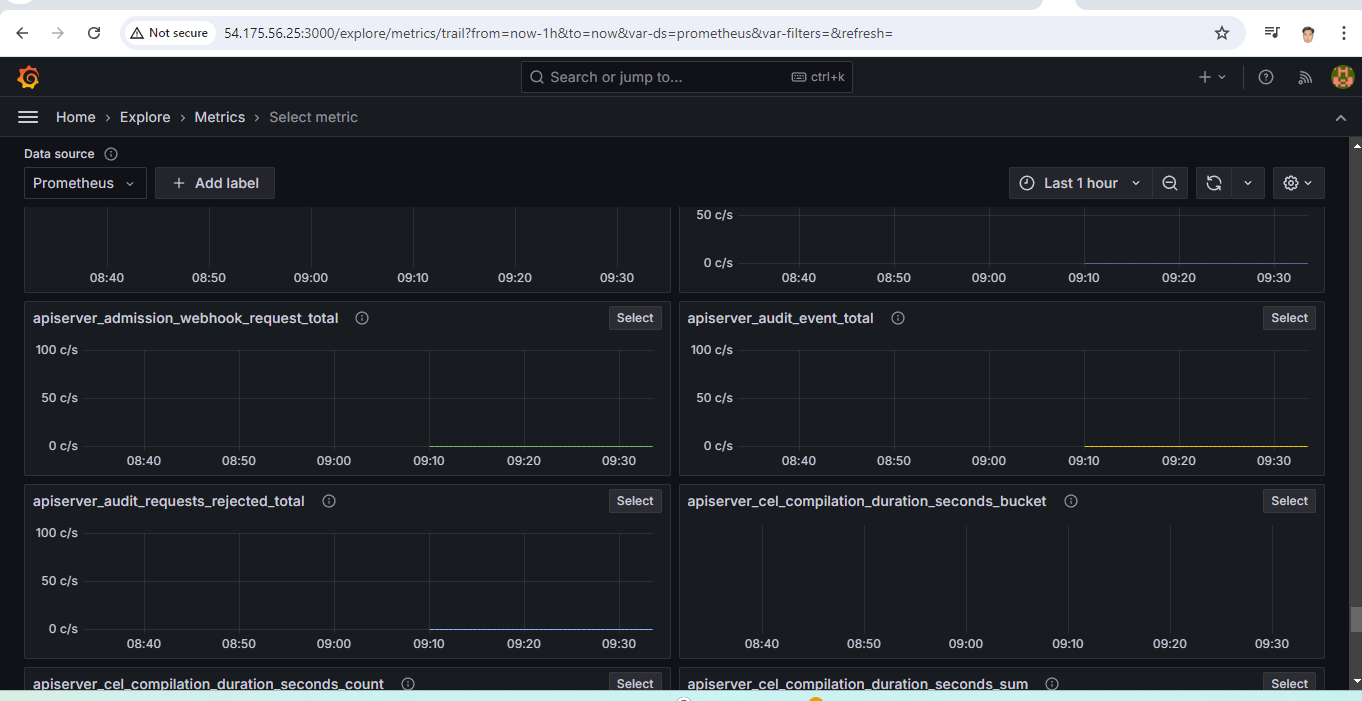 Not secure 54.175.56.25:3000/explore/metrics/trail?from=now-1h&to=now&var-ds=prometheus&var-filters=&refresh=
Search or jump to... ctrl+k
Home › Explore › Metrics › Select metric
Data source
Prometheus + Add label Last 1 hour
50 c/s
0 c/s
08:40 08:50 09:00 09:10 09:20 09:30
08:40 08:50 09:00 09:10 09:20 09:30
apiserver_admission_webhook_request_total Select
100 c/s
50 c/s
0 c/s
08:40 08:50 09:00 09:10 09:20 09:30
apiserver_audit_event_total Select
100 c/s
50 c/s
0 c/s
08:40 08:50 09:00 09:10 09:20 09:30
apiserver_audit_requests_rejected_total Select
100 c/s
50 c/s
0 c/s
08:40 08:50 09:00 09:10 09:20 09:30
apiserver_cel_compilation_duration_seconds_bucket Select
08:40 08:50 09:00 09:10 09:20 09:30
apiserver_cel_compilation_duration_seconds_count Select
apiserver_cel_compilation_duration_seconds_sum Select